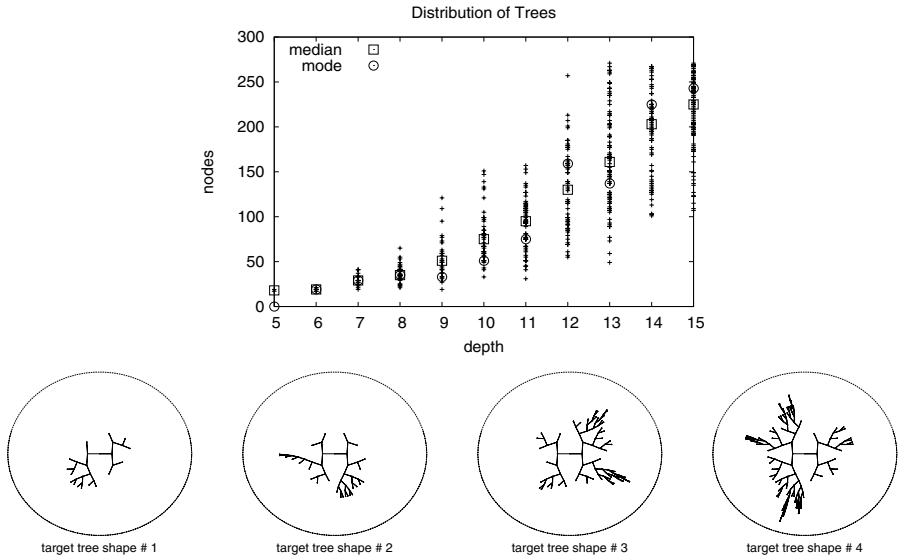 Distribution of Trees
300
250
200
150
100
50
0
nodes
median
mode
5 6 7 8 9 10 11 12 13 14 15
depth
target tree shape # 1
target tree shape # 2
target tree shape # 3
target tree shape # 4